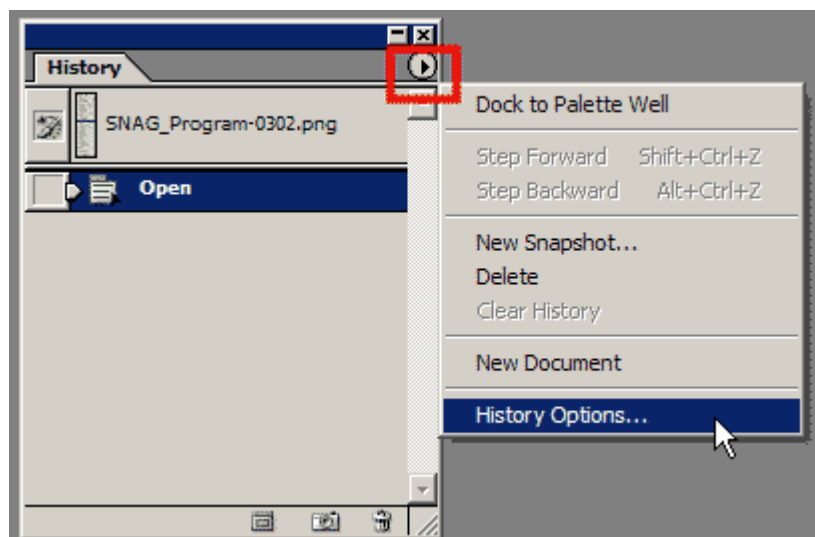 History
SNAG_Program-0302.png
Open
Dock to Palette Well
Step Forward Shift+Ctrl+Z
Step Backward Alt+Ctrl+Z
New Snapshot...
Delete
Clear History
New Document
History Options...